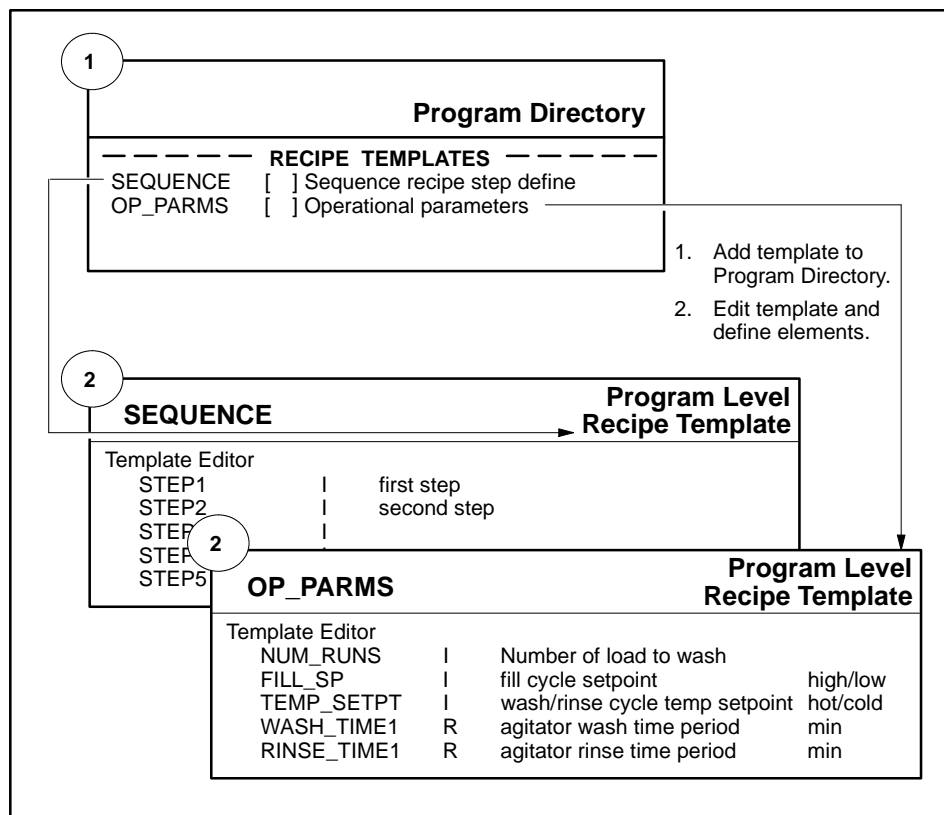 1
Program Directory
RECIPE TEMPLATES
SEQUENCE [ ] Sequence recipe step define
OP_PARMS [ ] Operational parameters
1. Add template to
Program Directory.
2. Edit template and
define elements.
2
SEQUENCE
Program Level
Recipe Template
Template Editor
STEP1 I first step
STEP2 I second step
STEP I
STEP I
STEP5
2
OP_PARMS
Program Level
Recipe Template
Template Editor
NUM_RUNS I Number of load to wash
FILL_SP I fill cycle setpoint high/low
TEMP_SETPT I wash/rinse cycle temp setpoint hot/cold
WASH_TIME1 R agitator wash time period min
RINSE_TIME1 R agitator rinse time period min